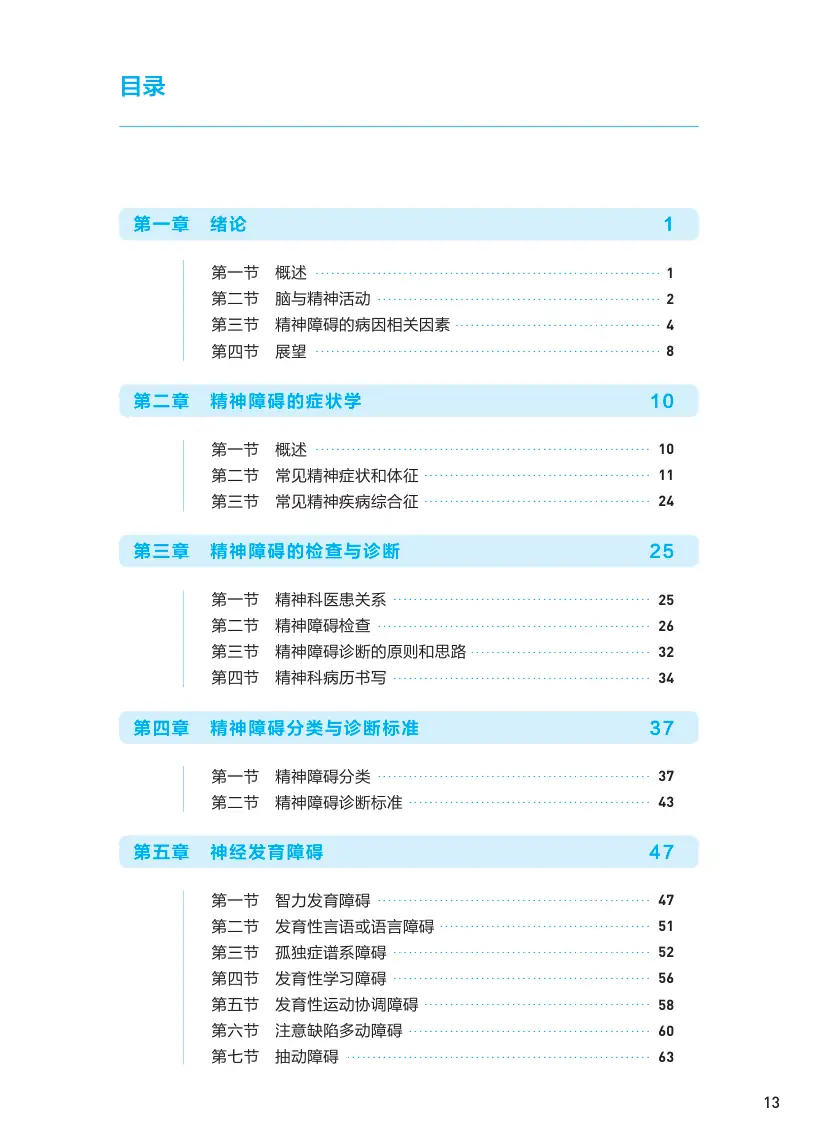 目录
第一章 绪论 1
第一节 概述 1
第二节 脑与精神活动 2
第三节 精神障碍的病因相关因素 4
第四节 展望 8
第二章 精神障碍的症状学 10
第一节 概述 10
第二节 常见精神症状和体征 11
第三节 常见精神疾病综合征 24
第三章 精神障碍的检查与诊断 25
第一节 精神科医患关系 25
第二节 精神障碍检查 26
第三节 精神障碍诊断的原则和思路 32
第四节 精神科病历书写 34
第四章 精神障碍分类与诊断标准 37
第一节 精神障碍分类 37
第二节 精神障碍诊断标准 43
第五章 神经发育障碍 47
第一节 智力发育障碍 47
第二节 发育性言语或语言障碍 51
第三节 孤独症谱系障碍 52
第四节 发育性学习障碍 56
第五节 发育性运动协调障碍 58
第六节 注意缺陷多动障碍 60
第七节 抽动障碍 63
13